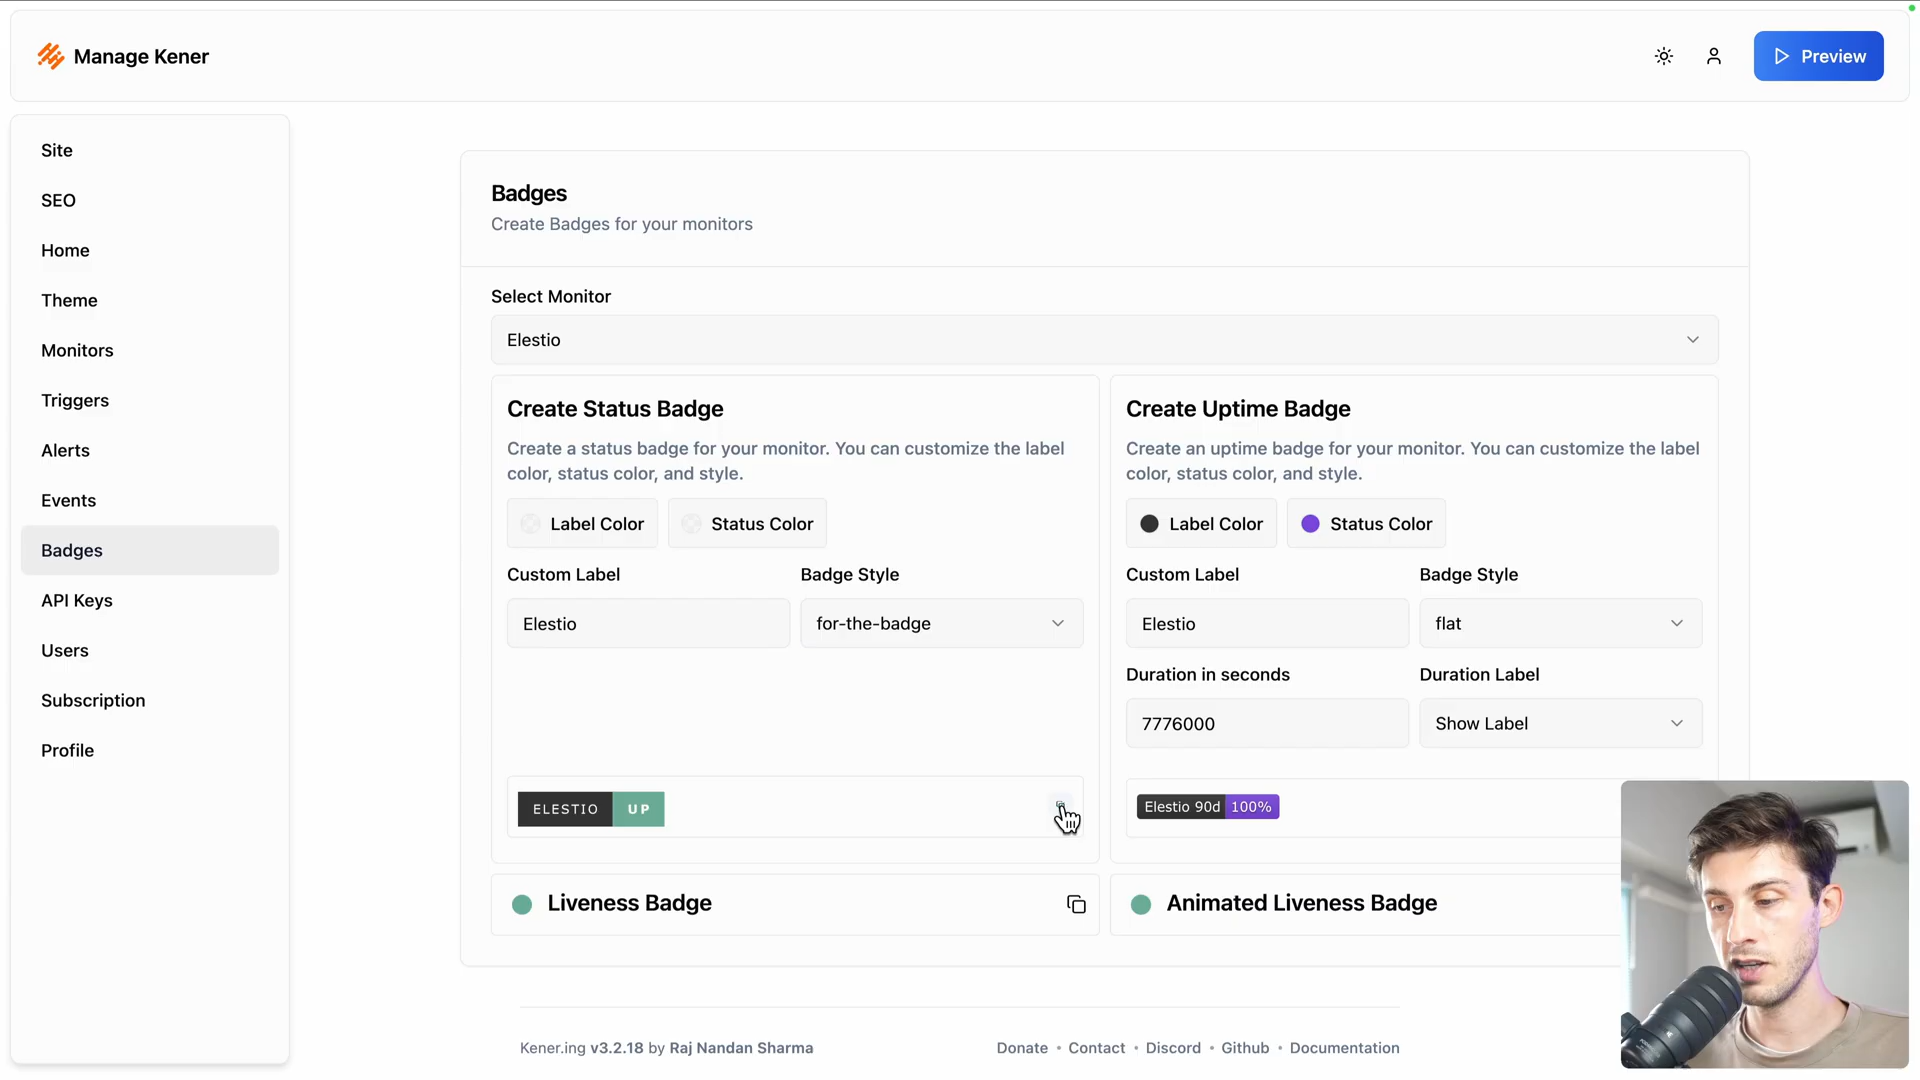 Manage Kener
Preview
Site
SEO
Home
Theme
Monitors
Triggers
Alerts
Events
Badges
API Keys
Users
Subscription
Profile
Badges
Create Badges for your monitors
Select Monitor
Elestio
Create Status Badge
Create a status badge for your monitor. You can customize the label
color, status color, and style.
Label Color
Status Color
Custom Label
Badge Style
Elestio
for-the-badge
ELESTIO UP
Create Uptime Badge
Create an uptime badge for your monitor. You can customize the label
color, status color, and style.
Label Color
Status Color
Custom Label
Badge Style
Elestio
flat
Duration in seconds
Duration Label
7776000
Show Label
Elestio 90d 100%
Liveness Badge
Animated Liveness Badge
Kener.ing v3.2.18 by Raj Nandan Sharma
Donate • Contact • Discord • Github • Documentation